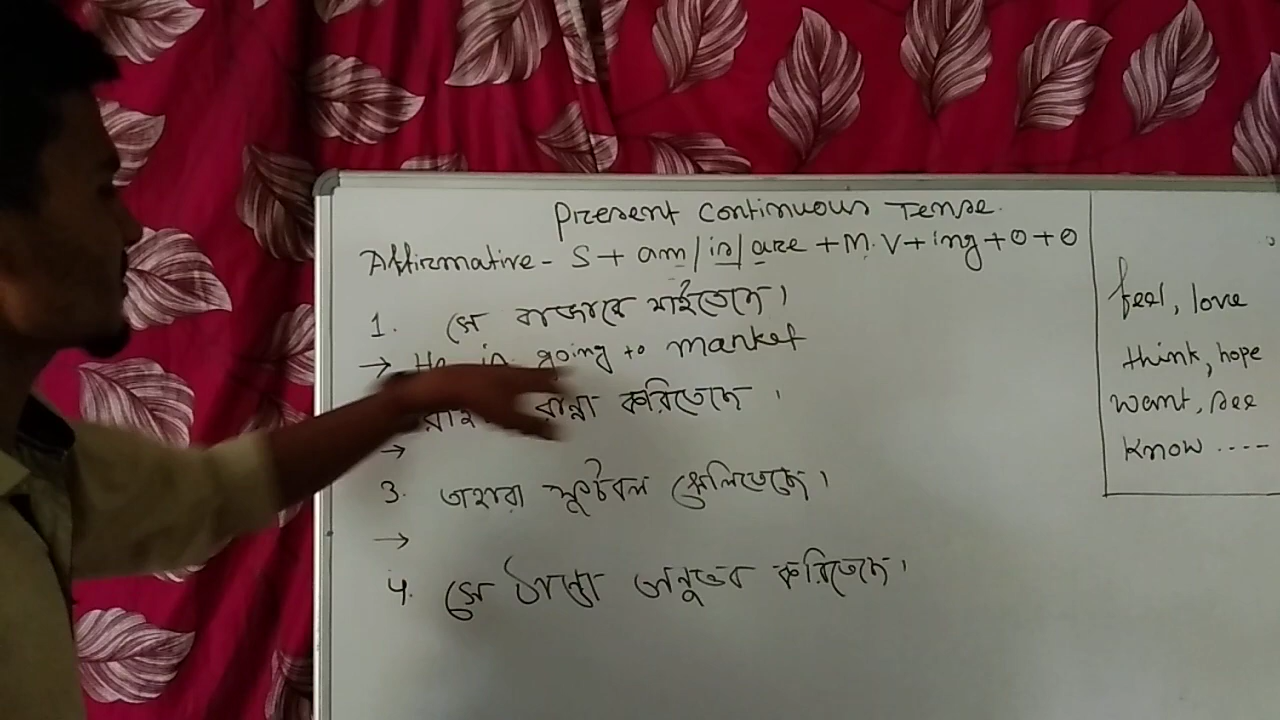 Present Continuous Tense.
Affirmative - S + am/is/are + M.V + ing + O + O
1. সে বাজারে যাইতেছে।
→ He is going to market
রান্না করিতেছে।
→
3. তাহারা ফুটবল খেলিতেছে।
→
4. সে ঠান্ডা অনুভব করিতেছে।
feel, love
think, hope
want, see
know ----